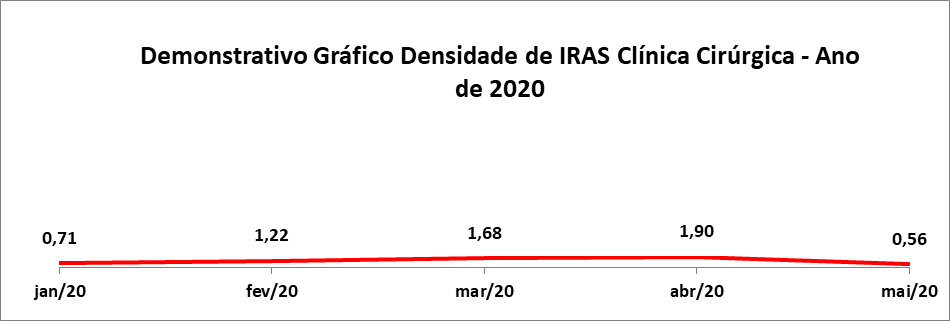 Demonstrativo Gráfico Densidade de IRAS Clínica Cirúrgica - Ano
de 2020
0,71
1,22
1,68
1,90
0,56
jan/20
fev/20
mar/20
abr/20
mai/20